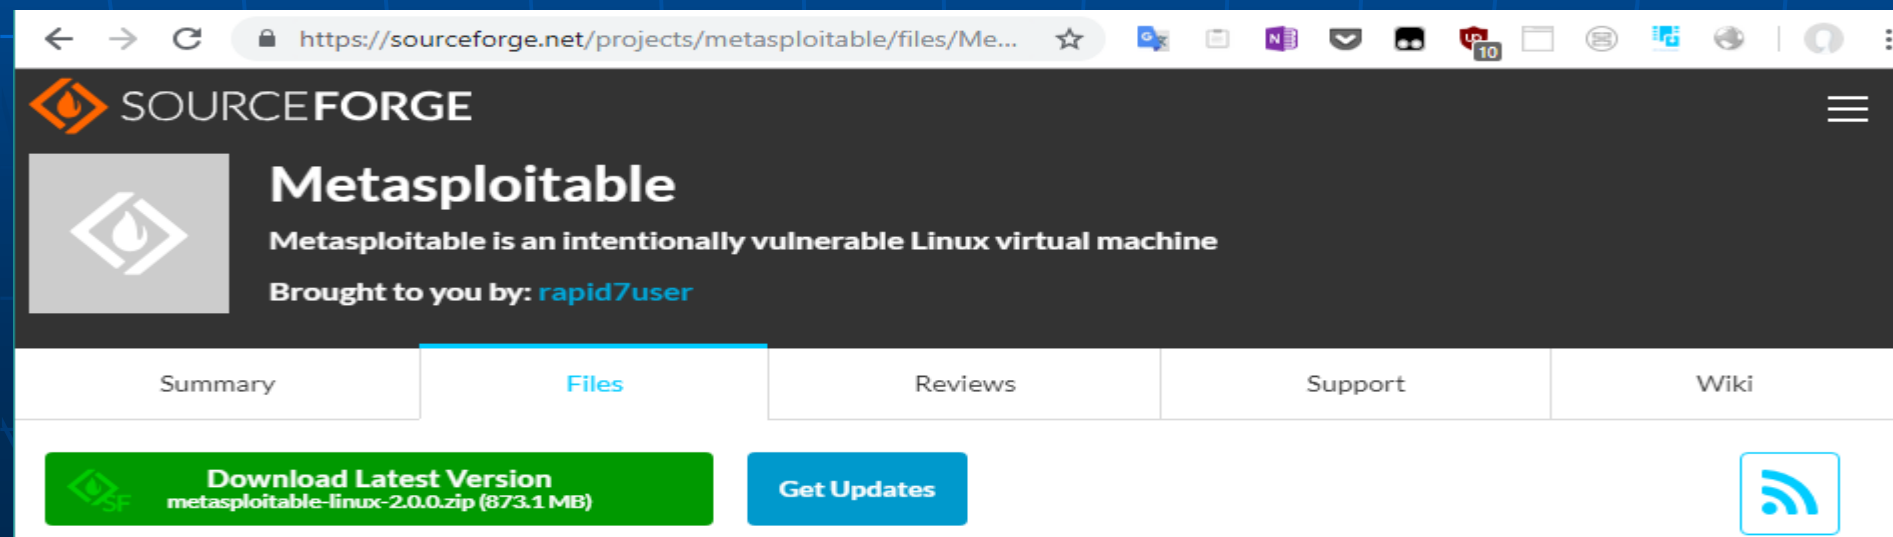 https://sourceforge.net/projects/metasploitable/files/Me...
10
SOURCEFORGE
Metasploitable
Metasploitable is an intentionally vulnerable Linux virtual machine
Brought to you by: rapid7user
Summary Files Reviews Support Wiki
Download Latest Version
metasploitable-linux-2.0.0.zip (873.1 MB)
SF
Get Updates